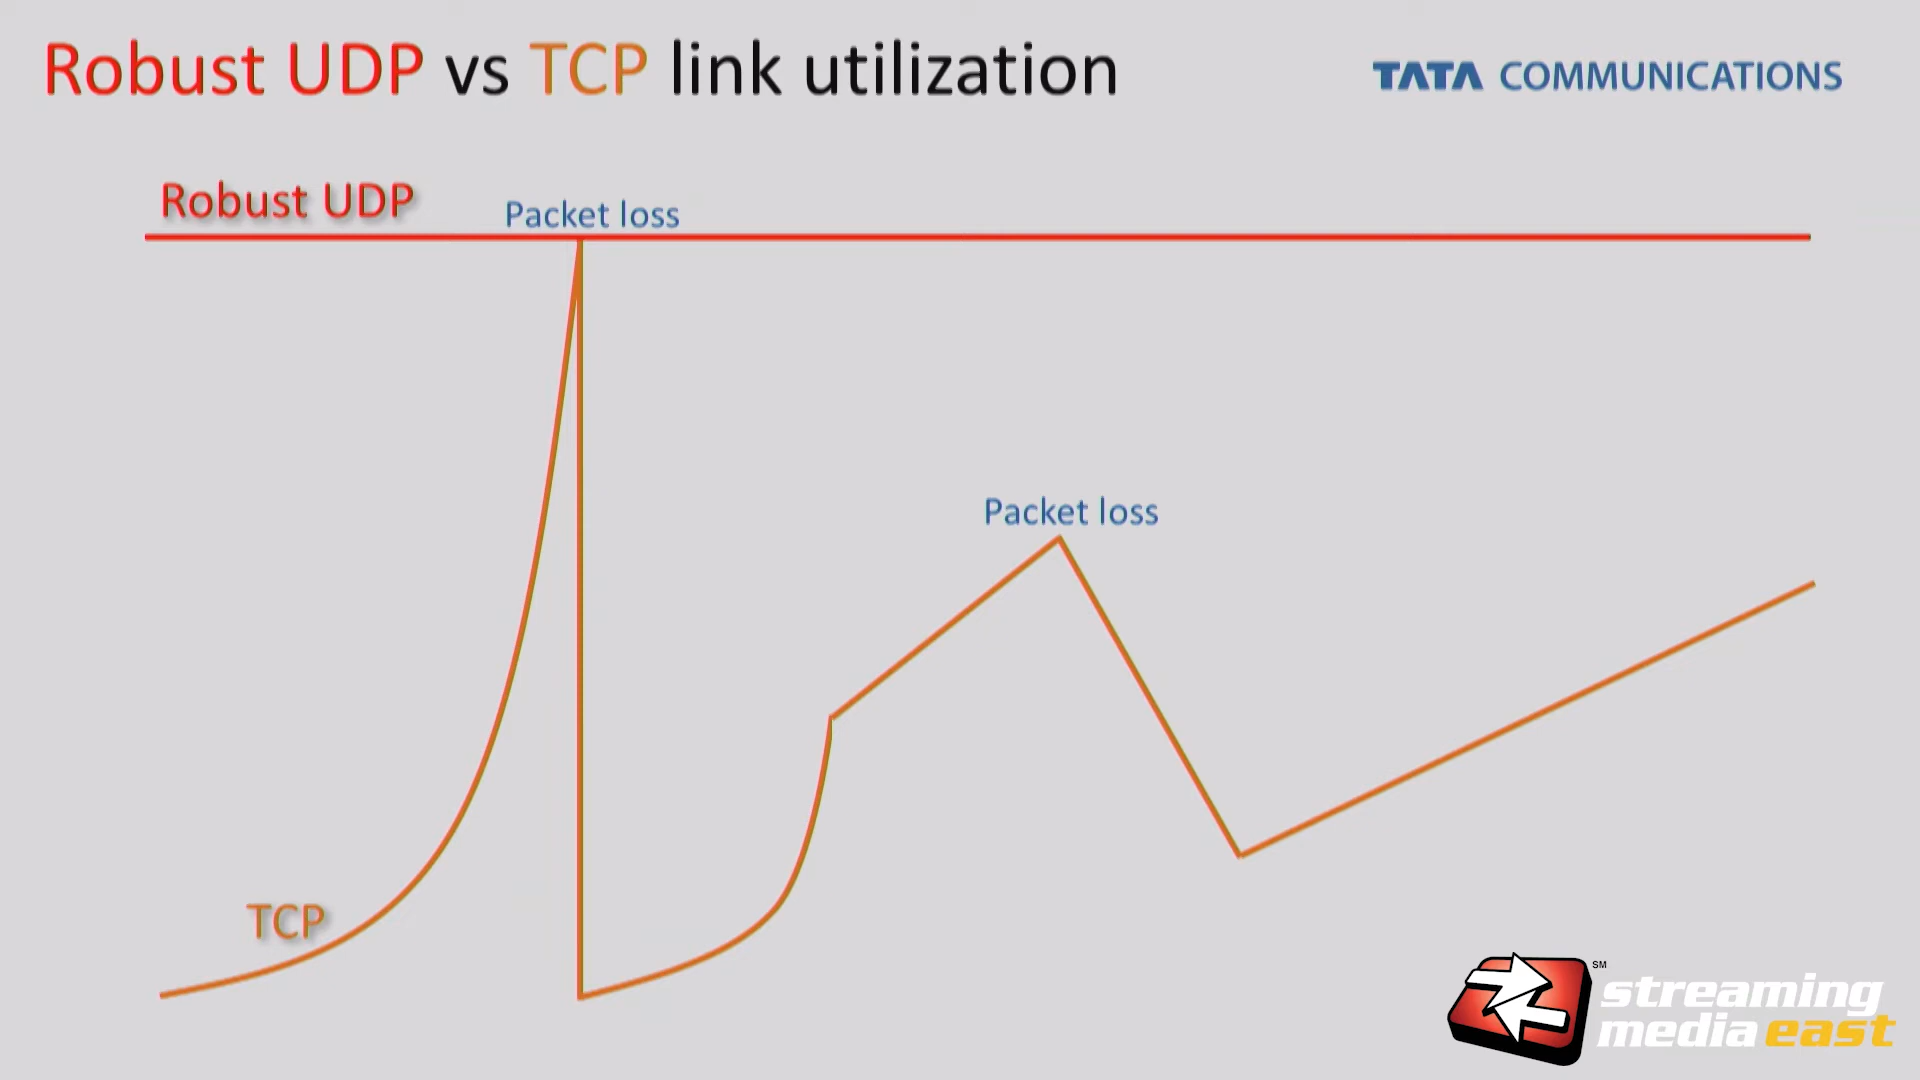 Robust UDP vs TCP link utilization
TATA COMMUNICATIONS
Robust UDP
Packet loss
Packet loss
TCP
SM
streaming
media east